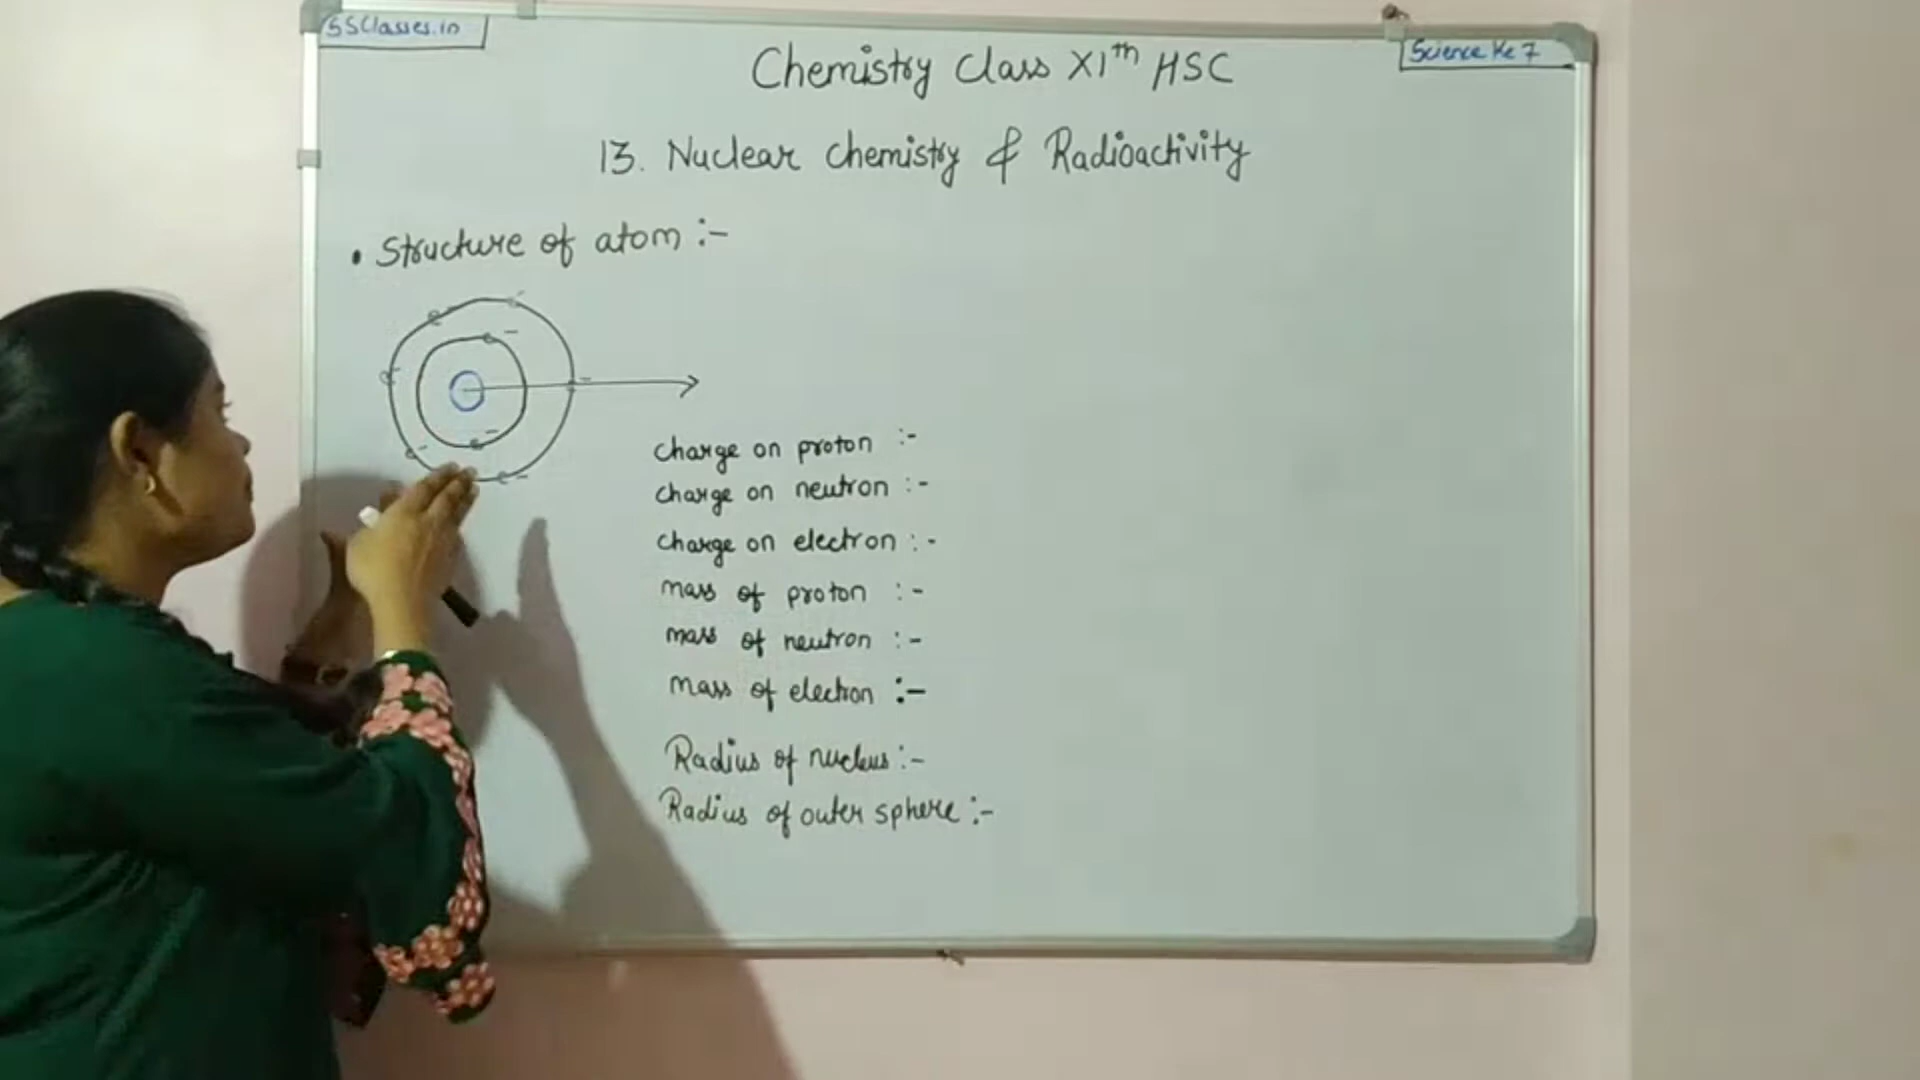 SSClasses.in
Science Ke 7
Chemistry Class XIth HSC
13. Nuclear chemistry & Radioactivity
• Structure of atom :-
e-
e-
e-
e-
e-
e-
charge on proton :-
charge on neutron :-
charge on electron :-
mass of proton :-
mass of neutron :-
mass of electron :-
Radius of nucleus :-
Radius of outer sphere :-